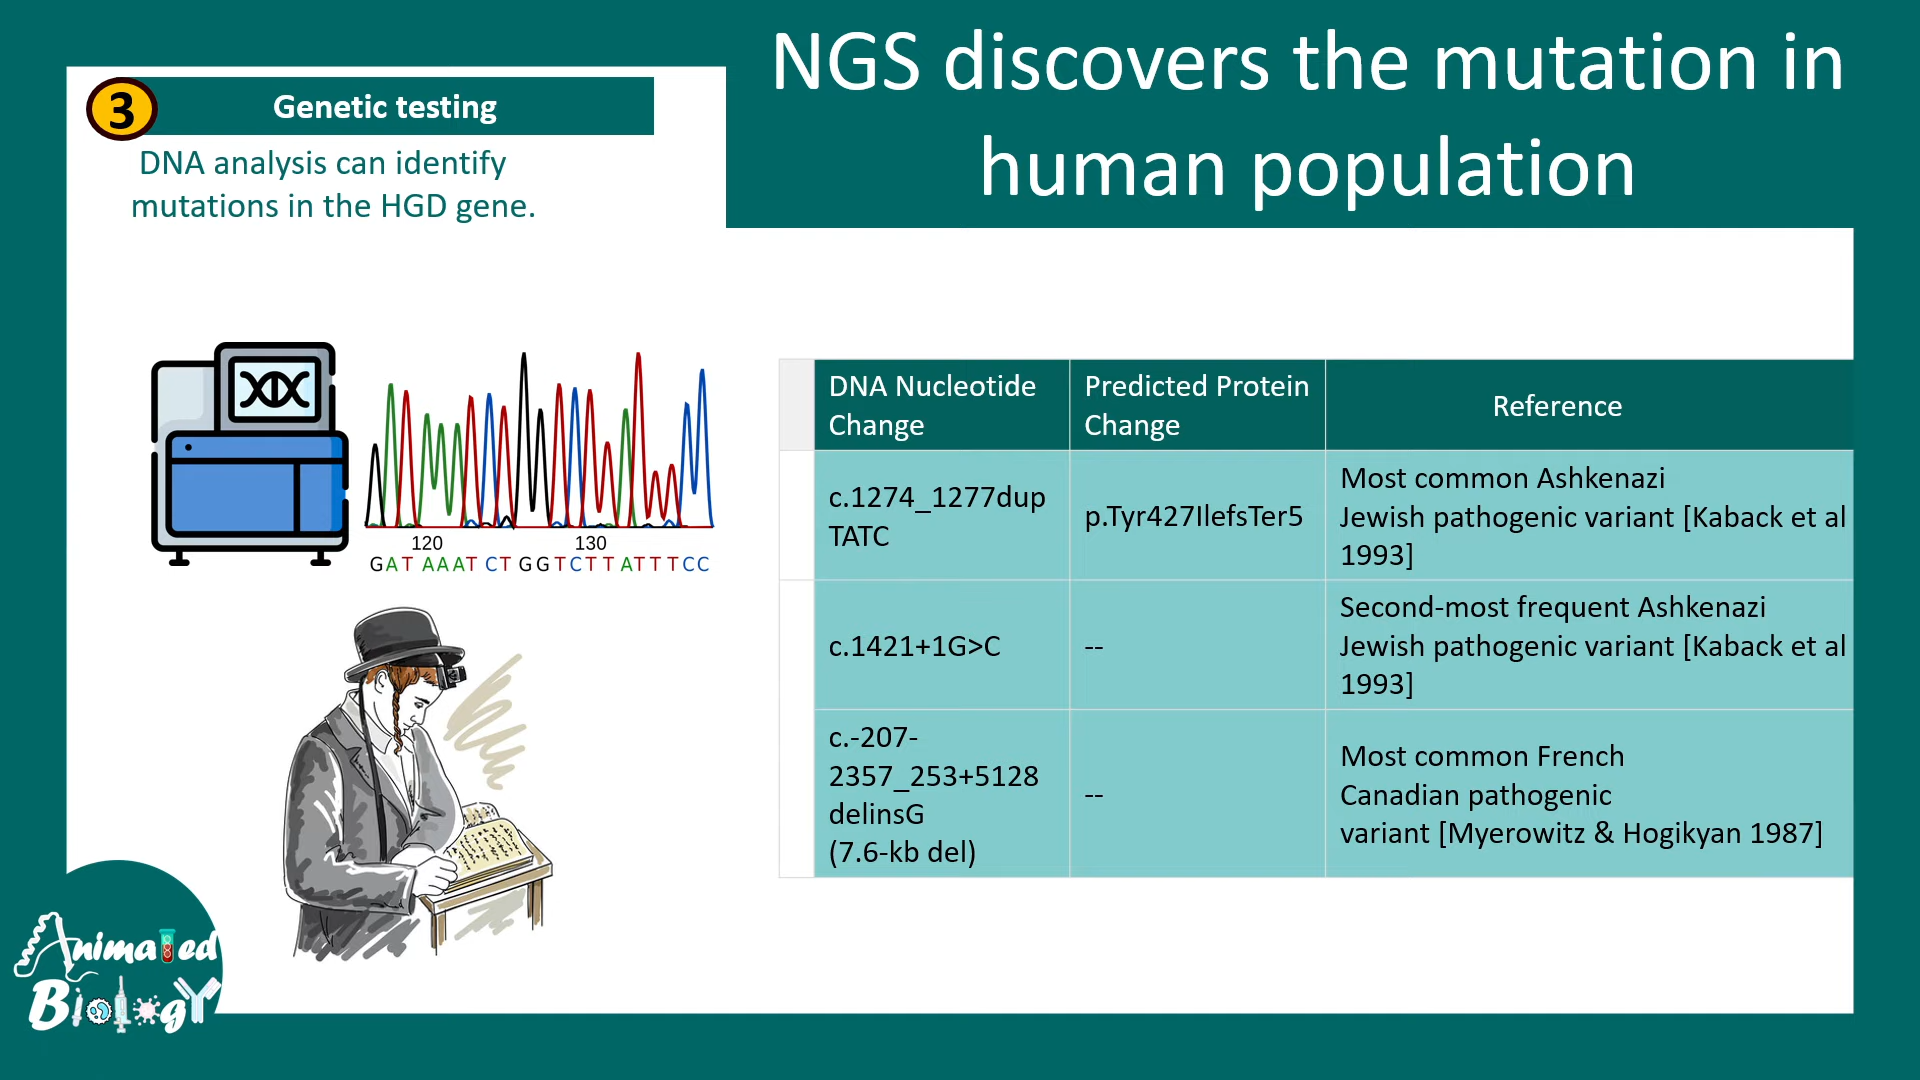 NGS discovers the mutation in
human population
3
Genetic testing
DNA analysis can identify
mutations in the HGD gene.
120 130
GAT AAAT CT GGTCTTATTTCC
DNA Nucleotide
Change
Predicted Protein
Change
Reference
c.1274_1277dup
TATC
p.Tyr427IlefsTer5
Most common Ashkenazi
Jewish pathogenic variant [Kaback et al
1993]
c.1421+1G>C
--
Second-most frequent Ashkenazi
Jewish pathogenic variant [Kaback et al
1993]
c.-207-
2357_253+5128
delinsG
(7.6-kb del)
--
Most common French
Canadian pathogenic
variant [Myerowitz & Hogikyan 1987]
Animated
Biology